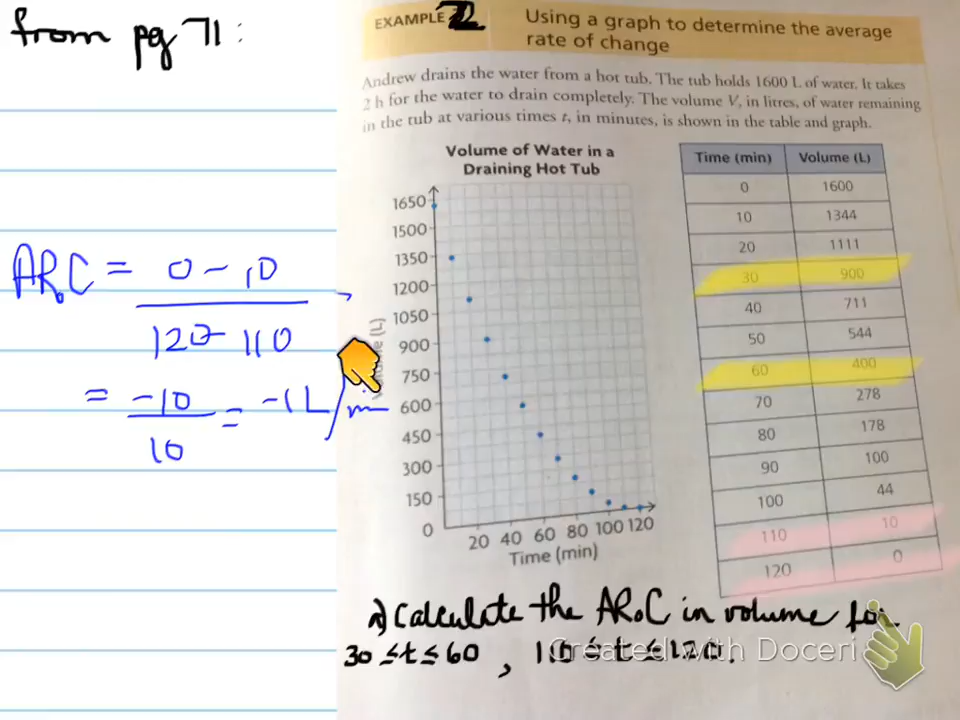 from pg 71 :
EXAMPLE 2
Using a graph to determine the average
rate of change
Andrew drains the water from a hot tub. The tub holds 1600 L of water. It takes
2 h for the water to drain completely. The volume V, in litres, of water remaining
in the tub at various times t, in minutes, is shown in the table and graph.
Volume of Water in a
Draining Hot Tub
1650
1500
1350
1200
1050
900
750
600
450
300
150
0
20 40 60 80 100 120
Time (min)
Time (min) Volume (L)
0 1600
10 1344
20 1111
30 900
40 711
50 544
60 400
70 278
80 178
90 100
100 44
110 10
120 0
AROC = 0 - 10
120 - 110
= -10 = -1 L/m
10
a) Calculate the AROC in volume for
30 ≤ t ≤ 60 , 110 ≤ t ≤ 120.
Created with Doceri